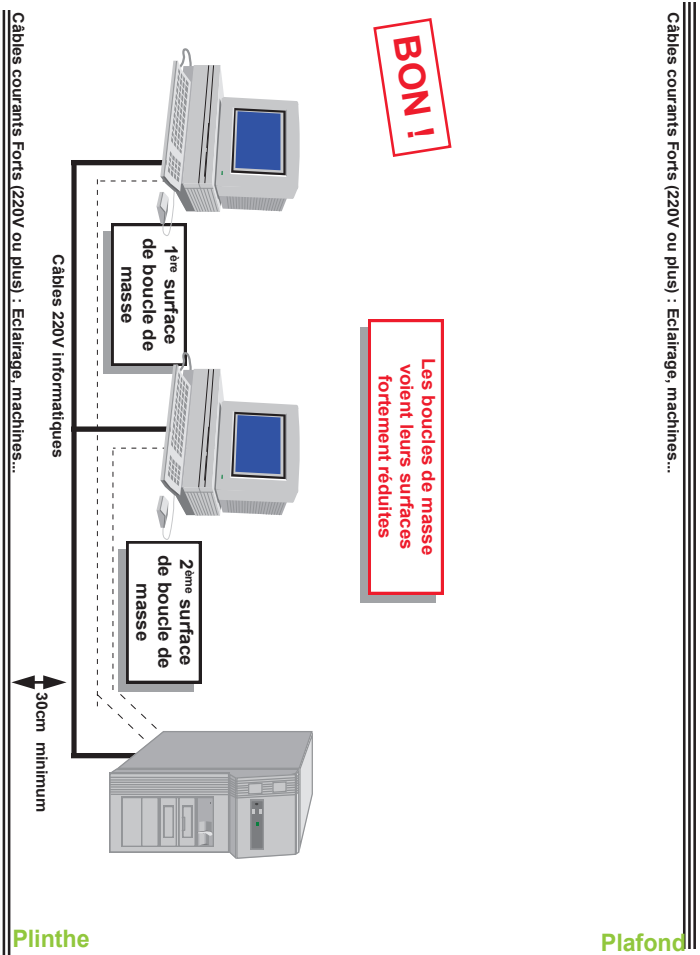 Câbles courants Forts (220V ou plus) : Eclairage, machines...
BON !
Les boucles de masse
voient leurs surfaces
fortement réduites
1ère surface
de boucle de
masse
2ème surface
de boucle de
masse
Câbles 220V informatiques
30cm minimum
Câbles courants Forts (220V ou plus) : Eclairage, machines...
Plinthe
Plafond